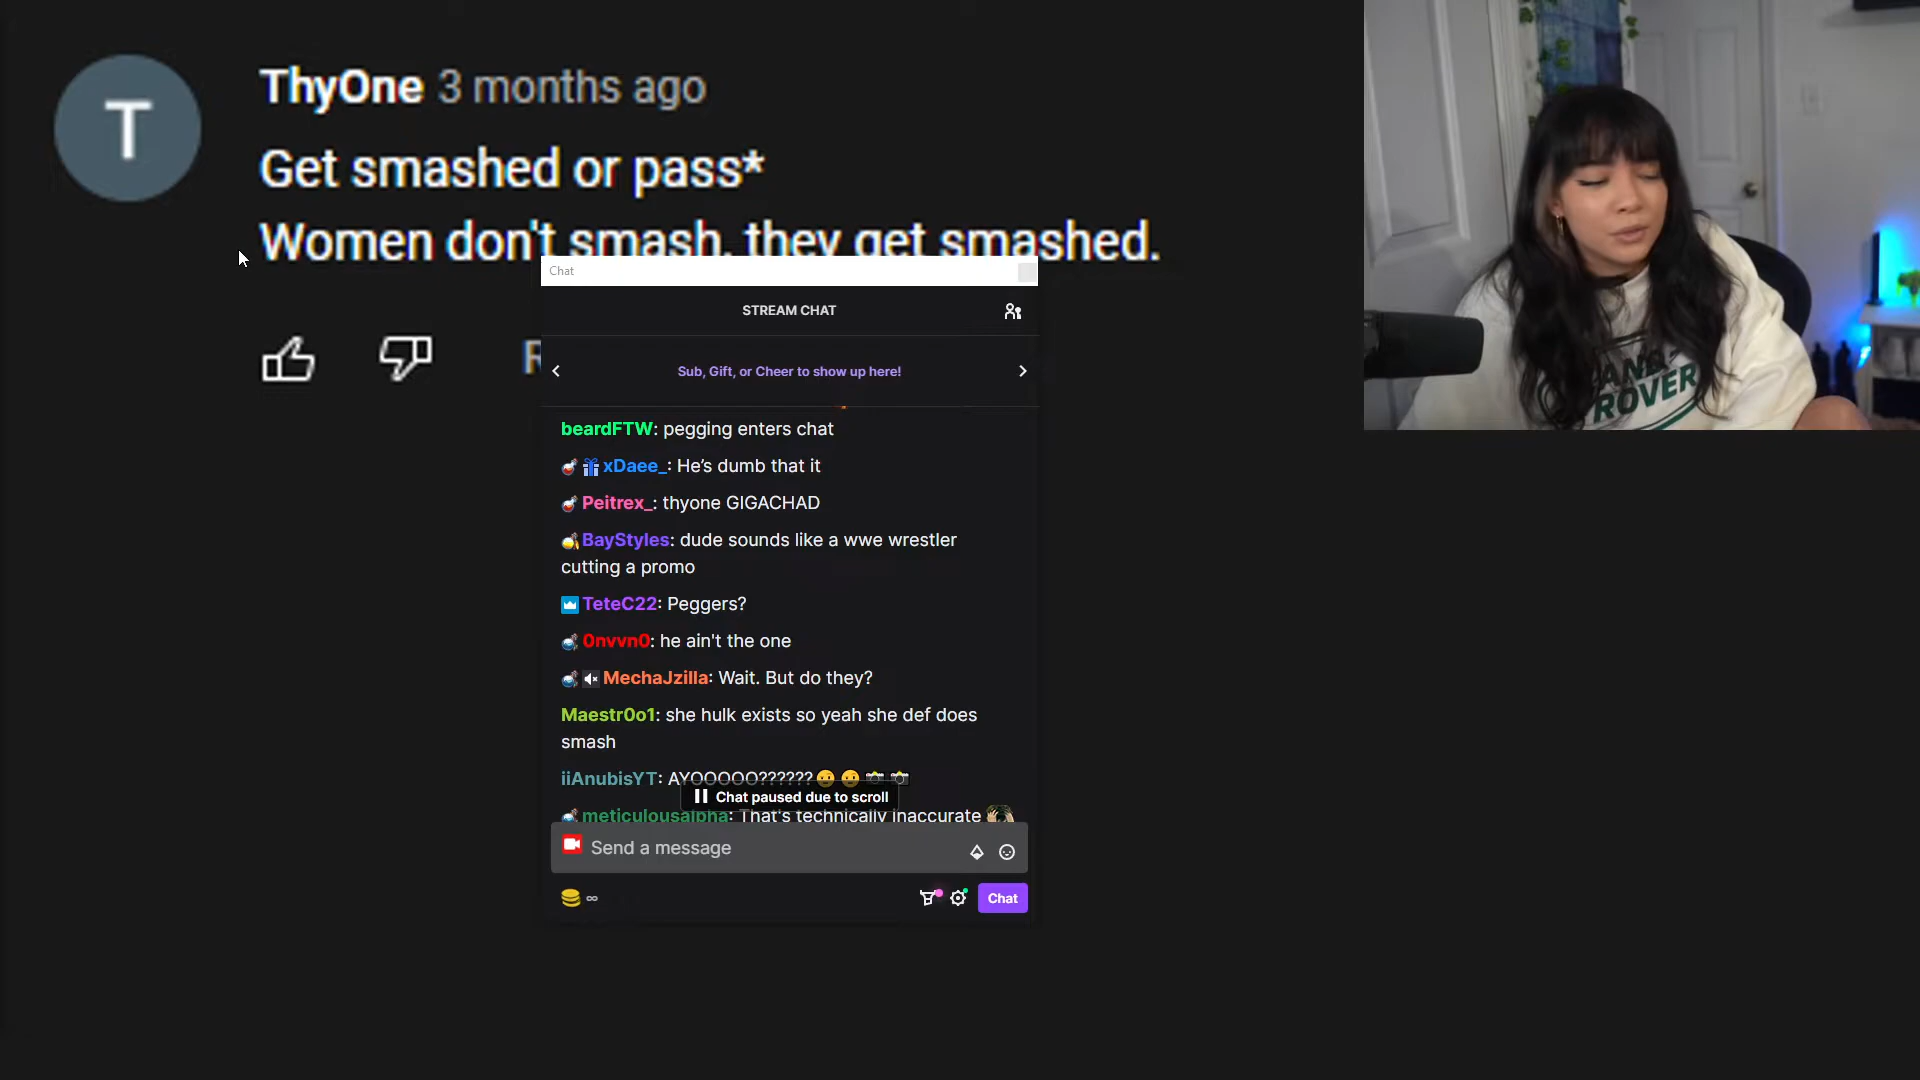 T
ThyOne 3 months ago
Get smashed or pass*
Women don't smash, they get smashed.
Chat
STREAM CHAT
Sub, Gift, or Cheer to show up here!
beardFTW: pegging enters chat
xDaee_: He's dumb that it
Peitrex_: thyone GIGACHAD
BayStyles: dude sounds like a wwe wrestler
cutting a promo
TeteC22: Peggers?
0nvvn0: he ain't the one
MechaJzilla: Wait. But do they?
Maestr0o1: she hulk exists so yeah she def does
smash
iiAnubisYT: AYOOOOO??????
Chat paused due to scroll
meticulousalpha: That's technically inaccurate
Send a message
∞
Chat
ROVER